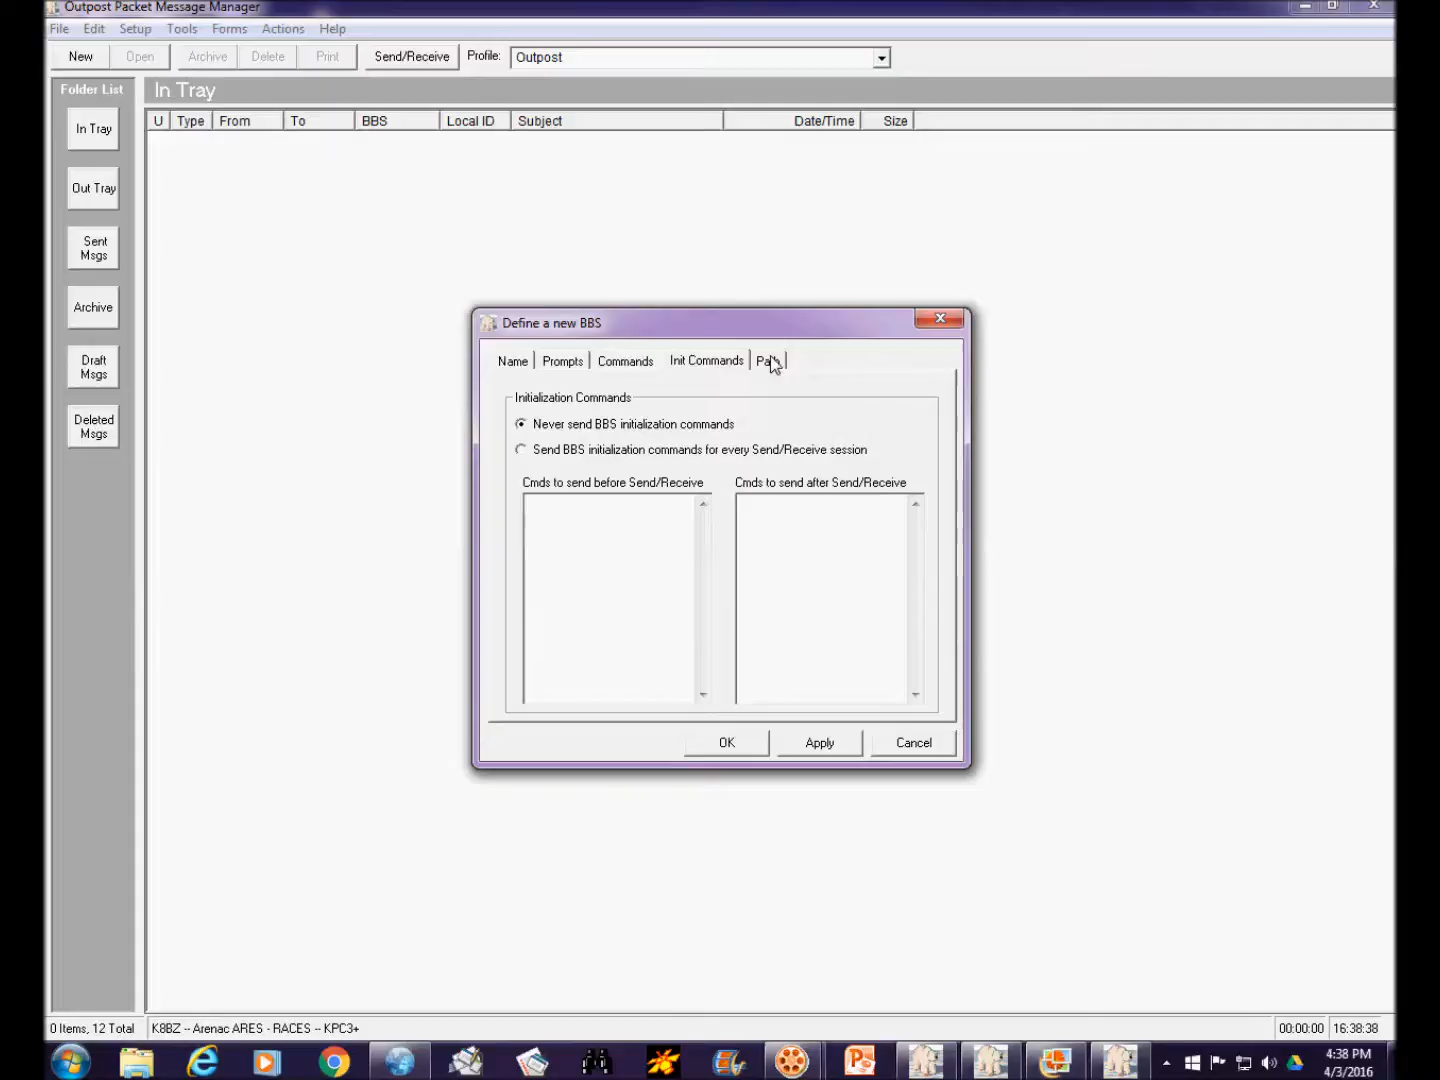 Outpost Packet Message Manager
File Edit Setup Tools Forms Actions Help
New Open Archive Delete Print Send/Receive Profile: Outpost
Folder List
In Tray
In Tray
Out Tray
Sent
Msgs
Archive
Draft
Msgs
Deleted
Msgs
U Type From To BBS Local ID Subject Date/Time Size
Define a new BBS
Name Prompts Commands Init Commands
Initialization Commands
Never send BBS initialization commands
Send BBS initialization commands for every Send/Receive session
Cmds to send before Send/Receive Cmds to send after Send/Receive
OK Apply Cancel
0 Items, 12 Total K8BZ -- Arenac ARES - RACES -- KPC3+ 00:00:00 16:38:38
4:38 PM
4/3/2016